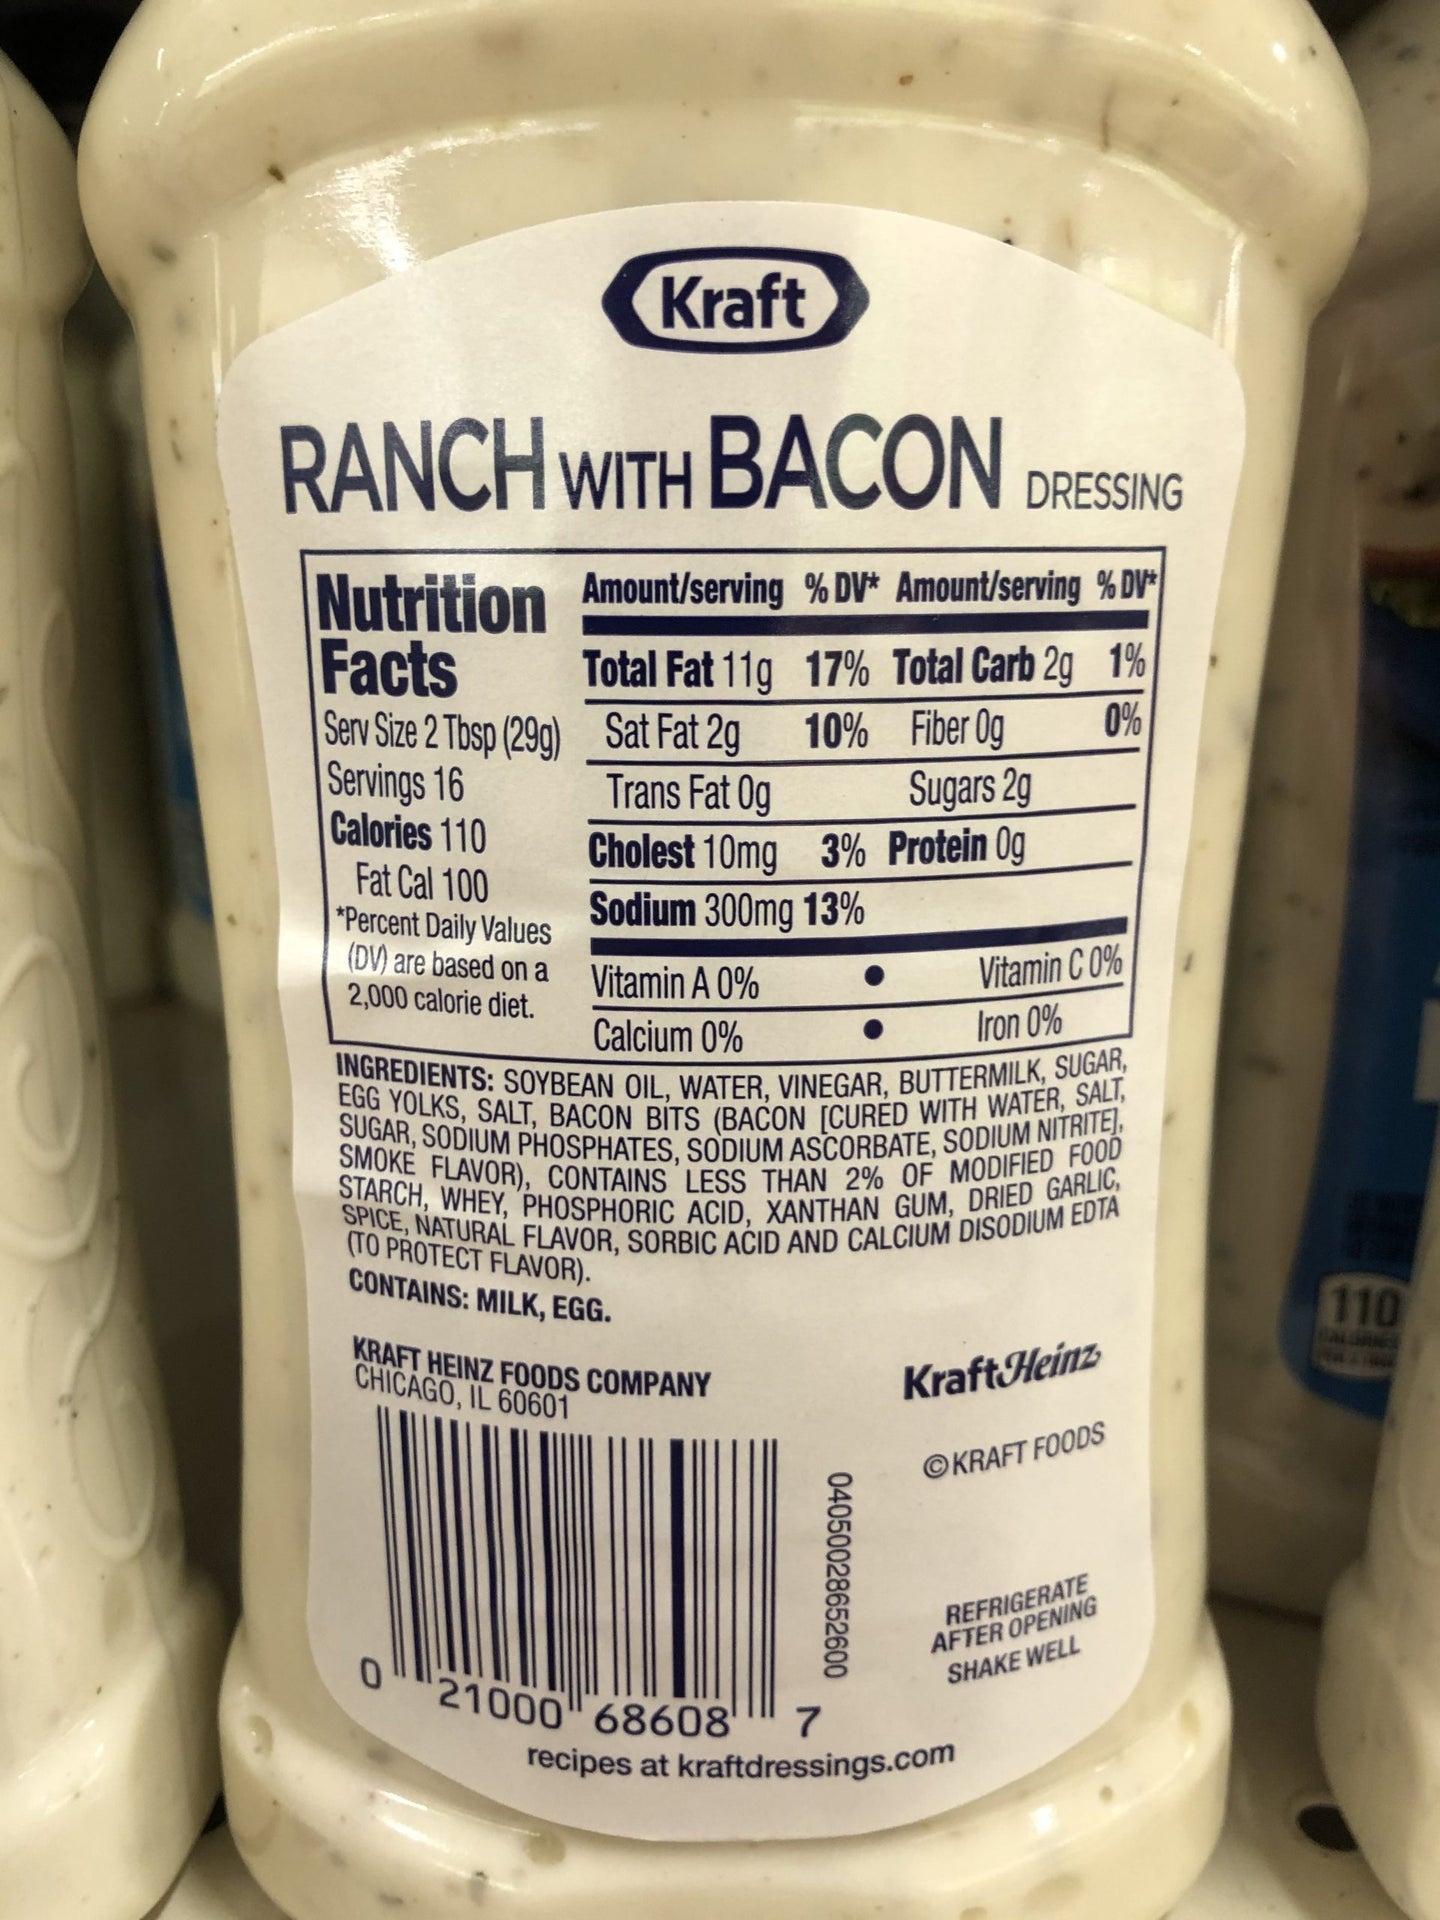 Kraft
RANCH WITH BACON DRESSING
Nutrition
Facts
Serv Size 2 Tbsp (29g)
Servings 16
Calories 110
Fat Cal 100
*Percent Daily Values
(DV) are based on a
2,000 calorie diet.
Amount/serving % DV* Amount/serving % DV*
Total Fat 11g 17% Total Carb 2g 1%
Sat Fat 2g 10% Fiber 0g 0%
Trans Fat 0g Sugars 2g
Cholest 10mg 3% Protein 0g
Sodium 300mg 13%
Vitamin A 0% • Vitamin C 0%
Calcium 0% • Iron 0%
INGREDIENTS: SOYBEAN OIL, WATER, VINEGAR, BUTTERMILK, SUGAR,
EGG YOLKS, SALT, BACON BITS (BACON [CURED WITH WATER, SALT,
SUGAR, SODIUM PHOSPHATES, SODIUM ASCORBATE, SODIUM NITRITE],
SMOKE FLAVOR), CONTAINS LESS THAN 2% OF MODIFIED FOOD
STARCH, WHEY, PHOSPHORIC ACID, XANTHAN GUM, DRIED GARLIC,
SPICE, NATURAL FLAVOR, SORBIC ACID AND CALCIUM DISODIUM EDTA
(TO PROTECT FLAVOR).
CONTAINS: MILK, EGG.
KRAFT HEINZ FOODS COMPANY
CHICAGO, IL 60601
KraftHeinz
© KRAFT FOODS
04050028652600
REFRIGERATE
AFTER OPENING
SHAKE WELL
0 21000 68608 7
recipes at kraftdressings.com
110